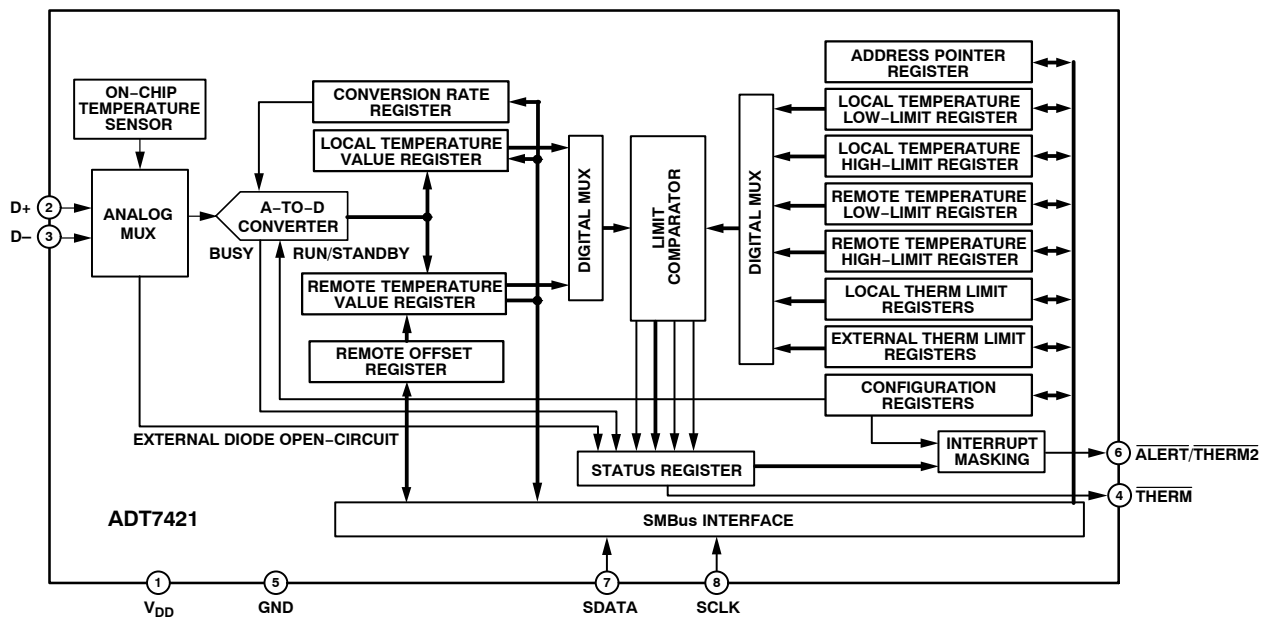 ADDRESS POINTER
REGISTER
ON–CHIP
TEMPERATURE
SENSOR
CONVERSION RATE
REGISTER
LOCAL TEMPERATURE
LOW–LIMIT REGISTER
LOCAL TEMPERATURE
VALUE REGISTER
LOCAL TEMPERATURE
HIGH–LIMIT REGISTER
D+
2
D–
3
ANALOG
MUX
A–TO–D
CONVERTER
BUSY
RUN/STANDBY
DIGITAL MUX
LIMIT
COMPARATOR
DIGITAL MUX
REMOTE TEMPERATURE
LOW–LIMIT REGISTER
REMOTE TEMPERATURE
HIGH–LIMIT REGISTER
REMOTE TEMPERATURE
VALUE REGISTER
LOCAL THERM LIMIT
REGISTERS
REMOTE OFFSET
REGISTER
EXTERNAL THERM LIMIT
REGISTERS
CONFIGURATION
REGISTERS
EXTERNAL DIODE OPEN–CIRCUIT
INTERRUPT
MASKING
6
ALERT/THERM2
STATUS REGISTER
4
THERM
ADT7421
SMBus INTERFACE
1
VDD
5
GND
7
SDATA
8
SCLK